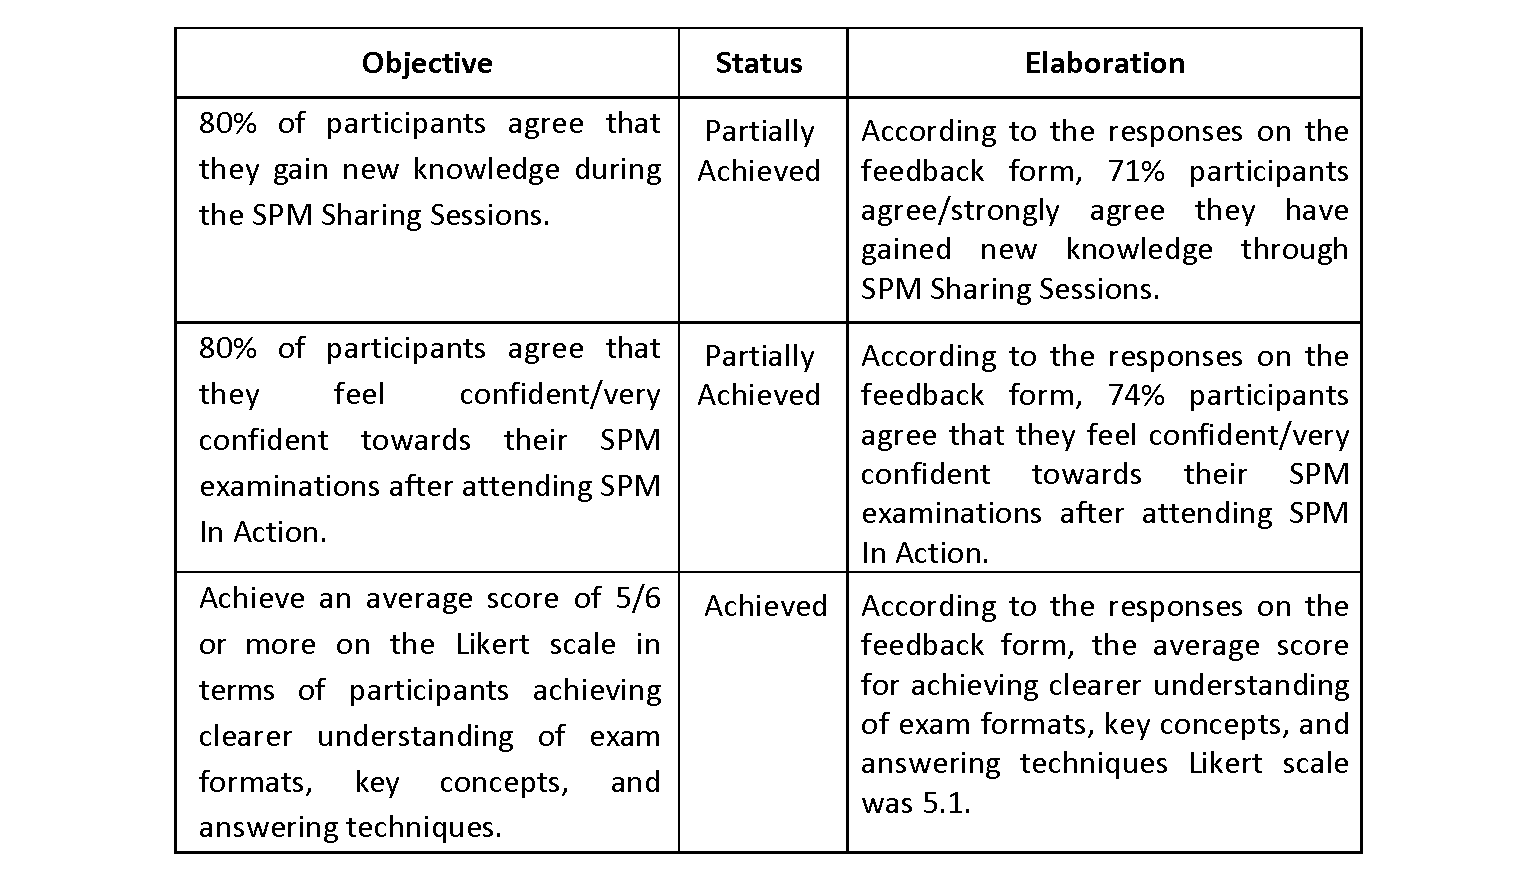 Objective
Status
Elaboration
80% of participants agree that
they gain new knowledge during
the SPM Sharing Sessions.
Partially
Achieved
According to the responses on the
feedback form, 71% participants
agree/strongly agree they have
gained new knowledge through
SPM Sharing Sessions.
80% of participants agree that
they feel confident/very
confident towards their SPM
examinations after attending SPM
In Action.
Partially
Achieved
According to the responses on the
feedback form, 74% participants
agree that they feel confident/very
confident towards their SPM
examinations after attending SPM
In Action.
Achieve an average score of 5/6
or more on the Likert scale in
terms of participants achieving
clearer understanding of exam
formats, key concepts, and
answering techniques.
Achieved
According to the responses on the
feedback form, the average score
for achieving clearer understanding
of exam formats, key concepts, and
answering techniques Likert scale
was 5.1.